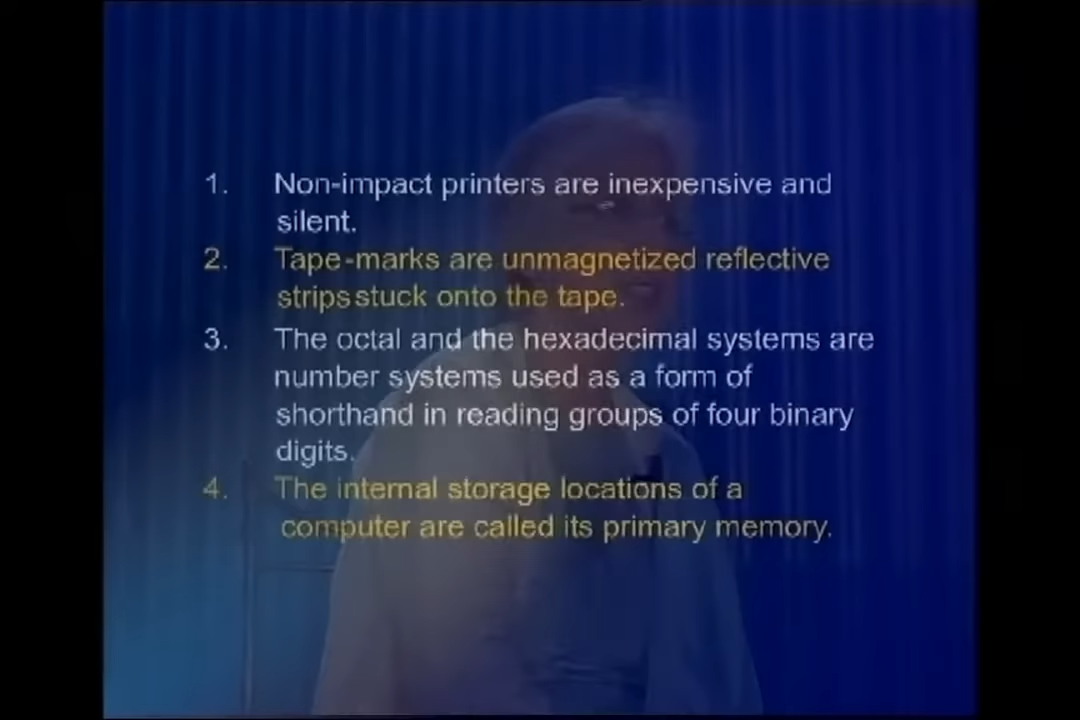 1. Non-impact printers are inexpensive and
silent.
2. Tape-marks are unmagnetized reflective
strips stuck onto the tape.
3. The octal and the hexadecimal systems are
number systems used as a form of
shorthand in reading groups of four binary
digits.
4. The internal storage locations of a
computer are called its primary memory.